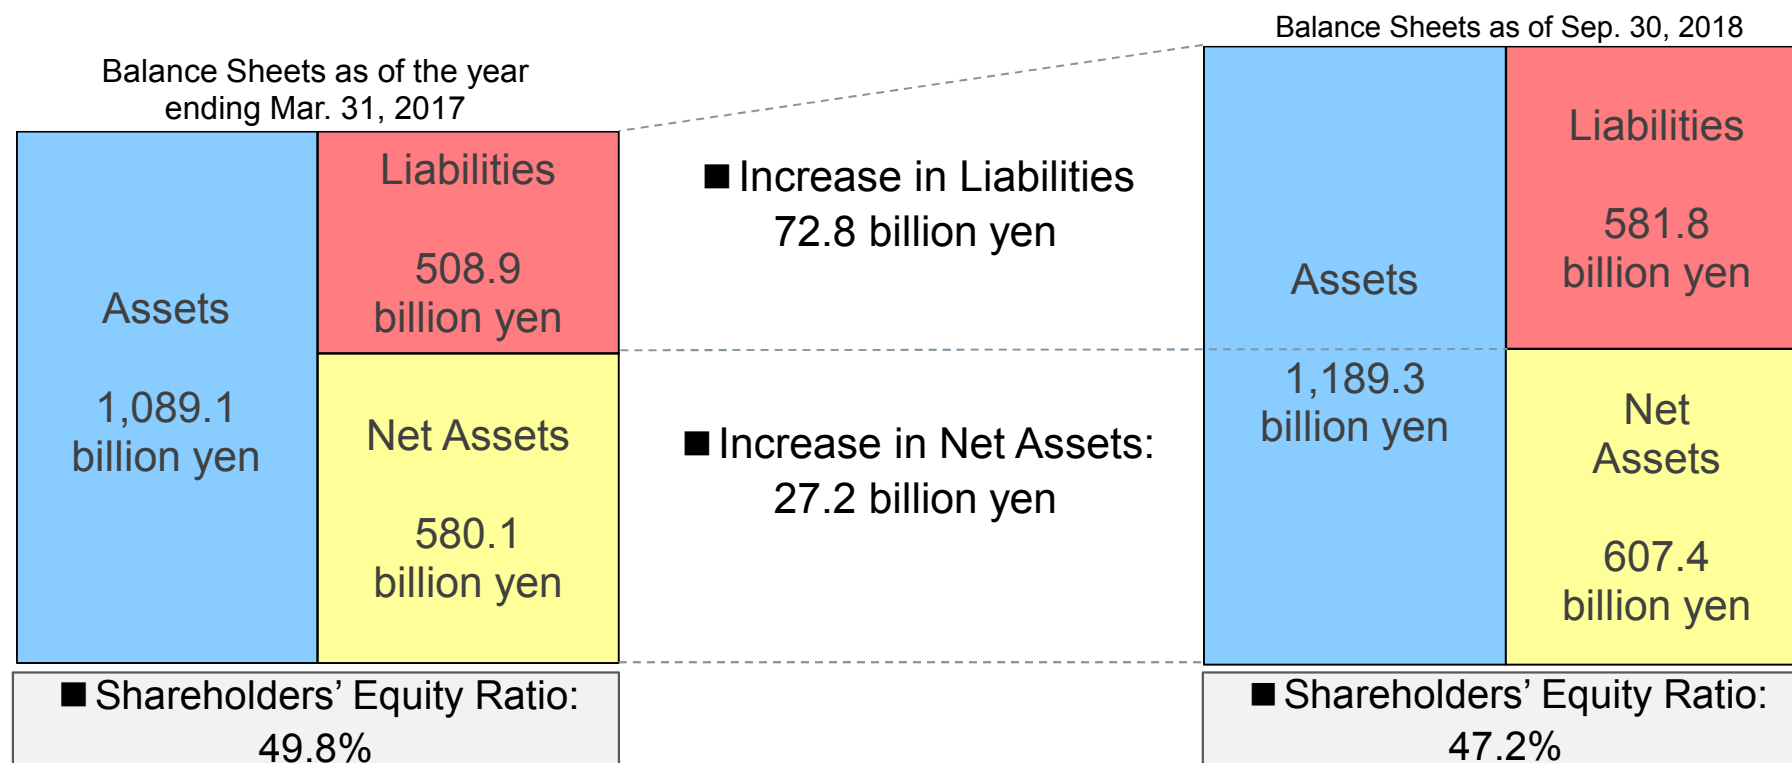 Balance Sheets as of the year
ending Mar. 31, 2017
Assets
1,089.1
billion yen
Liabilities
508.9
billion yen
Net Assets
580.1
billion yen
■ Shareholders’ Equity Ratio:
49.8%
■ Increase in Liabilities
72.8 billion yen
■ Increase in Net Assets:
27.2 billion yen
Balance Sheets as of Sep. 30, 2018
Assets
1,189.3
billion yen
Liabilities
581.8
billion yen
Net
Assets
607.4
billion yen
■ Shareholders’ Equity Ratio:
47.2%